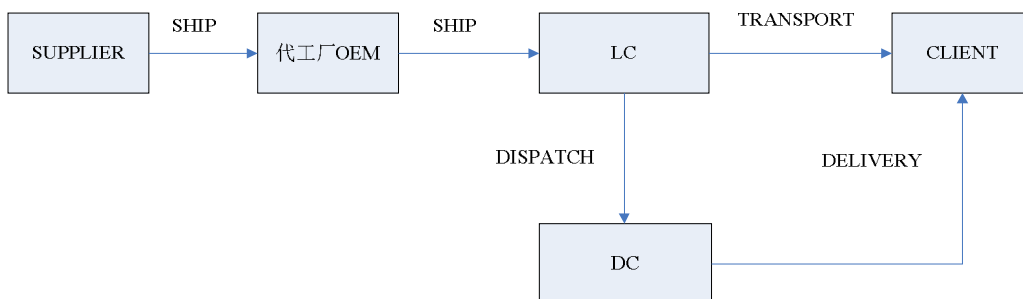 SHIP
SHIP
TRANSPORT
SUPPLIER
代工厂OEM
LC
CLIENT
DISPATCH
DELIVERY
DC